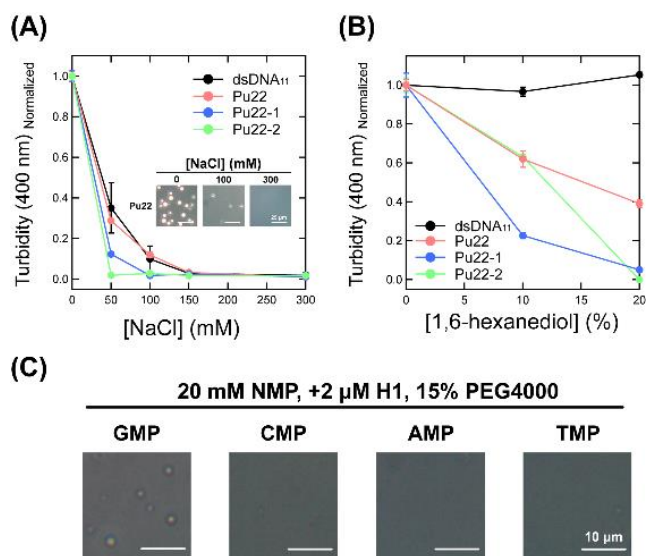 (A)
Turbidity (400 nm) Normalized
1.0
0.8
0.6
0.4
0.2
0.0
dsDNA11
Pu22
Pu22-1
Pu22-2
[NaCl] (mM)
0 100 300
Pu22
20 μm
0 50 100 150 200 250 300
[NaCl] (mM)
(B)
Turbidity (400 nm) Normalized
1.0
0.8
0.6
0.4
0.2
0.0
dsDNA11
Pu22
Pu22-1
Pu22-2
0 10 20
[1,6-hexanediol] (%)
(C)
20 mM NMP, +2 μM H1, 15% PEG4000
GMP CMP AMP TMP
10 μm